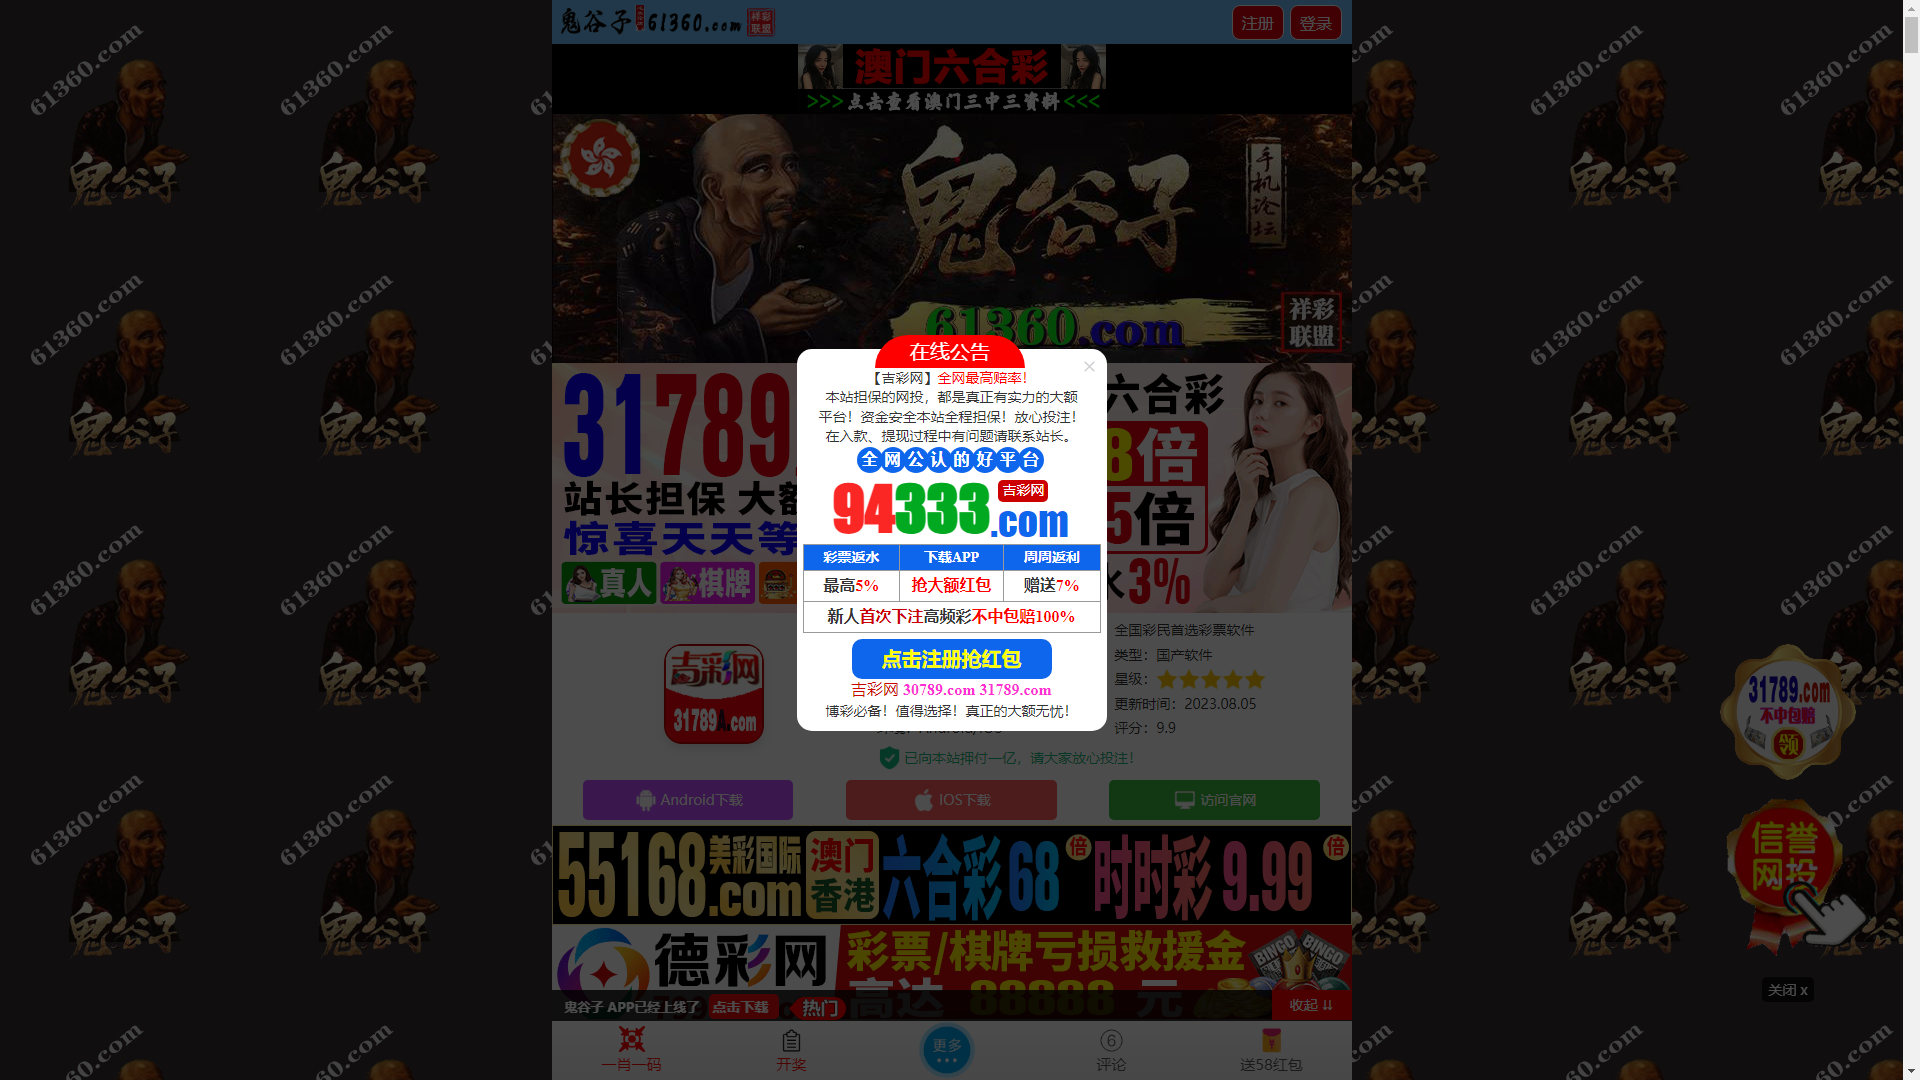 鬼谷子 61360.com 祥彩联盟
注册 登录
澳门六合彩
>>>点击查看澳门三中三资料<<<
鬼谷子
手机论坛
61360.com
祥彩联盟
在线公告
【吉彩网】全网最高赔率！
本站担保的网投，都是真正有实力的大额
平台！资金安全本站全程担保！放心投注！
在入款、提现过程中有问题请联系站长。
全网公认的好平台
94333.com 吉彩网
彩票返水 下载APP 周周返利
最高5% 抢大额红包 赠送7%
新人首次下注高频彩不中包赔100%
点击注册抢红包
吉彩网 30789.com 31789.com
博彩必备！值得选择！真正的大额无忧！
31789
六合彩
站长担保 大额
惊喜天天等
真人 棋牌
3%
吉彩网
31789A.com
全国彩民首选彩票软件
类型：国产软件
星级：
更新时间：2023.08.05
评分：9.9
已向本站押付一亿，请大家放心投注！
Android下载 IOS下载 访问官网
55168.com 美彩国际 澳门香港 六合彩68倍 时时彩9.99倍
德彩网 彩票/棋牌亏损救援金
高达 88888 元
BINGO BINGO
鬼谷子 APP已经上线了 点击下载 热门
收起
一肖一码 开奖 更多 6 评论 送58红包
31789.com
不中包赔
领
信誉网投
关闭 x